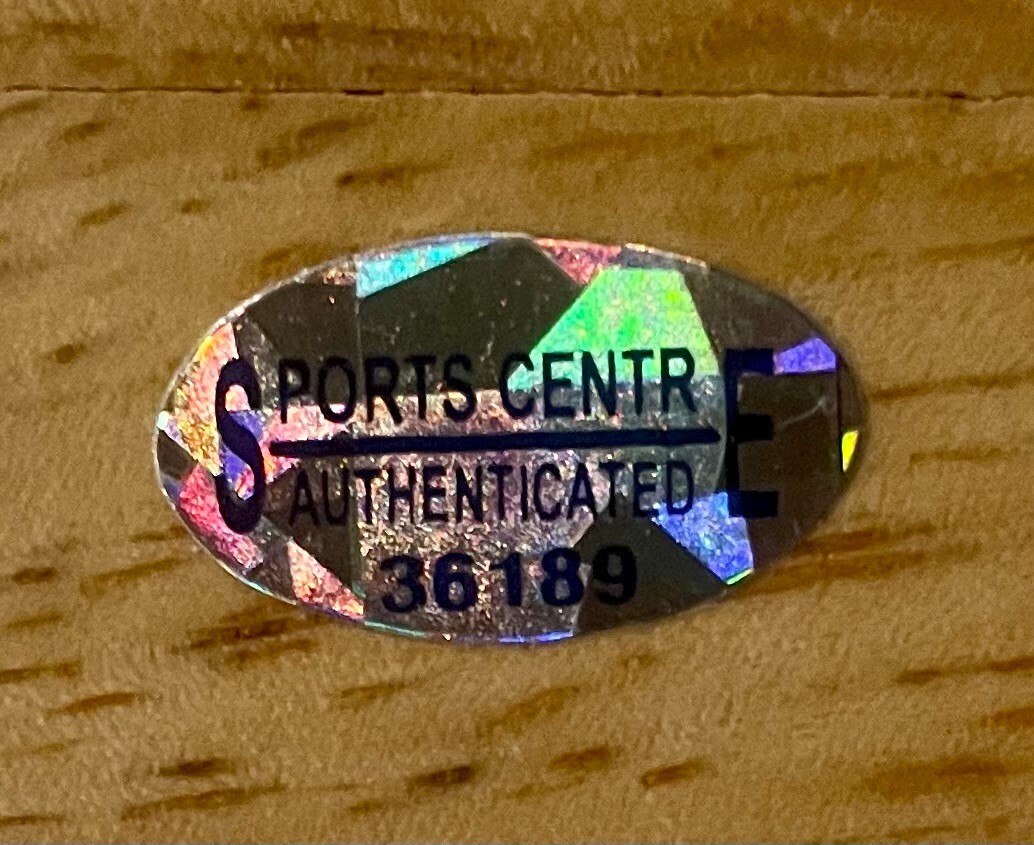 SPORTS CENTRE
AUTHENTICATED
36189